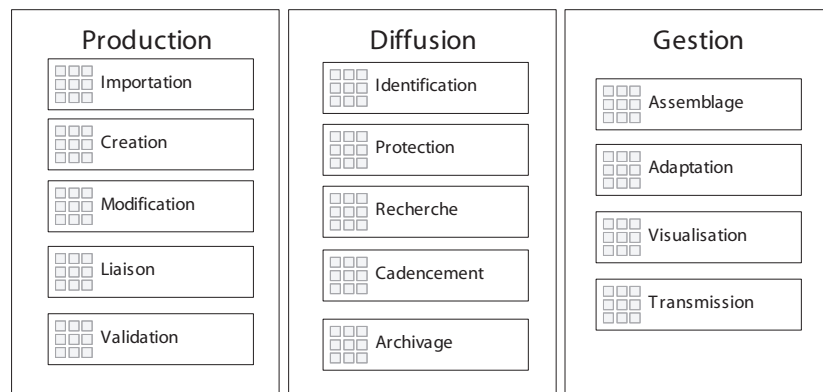 Production
Importation
Creation
Modification
Liaison
Validation
Diffusion
Identification
Protection
Recherche
Cadencement
Archivage
Gestion
Assemblage
Adaptation
Visualisation
Transmission